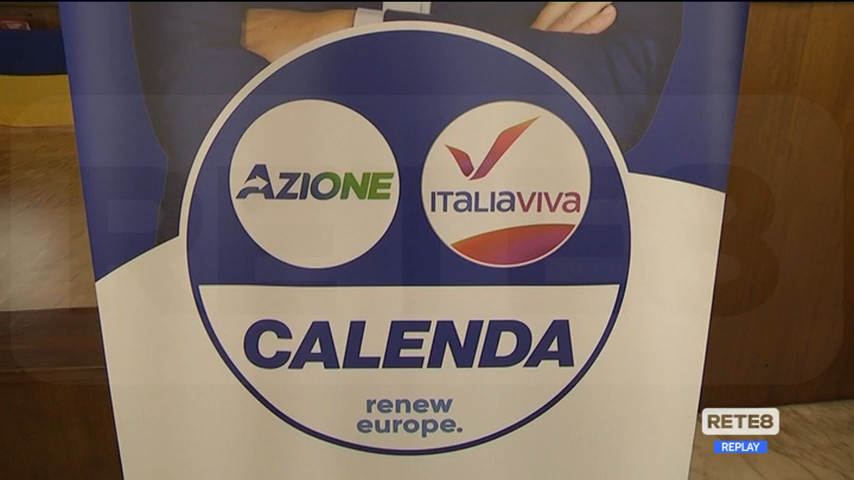 AZIONE
ITALIAVIVA
CALENDA
renew
europe.
RETE8
REPLAY